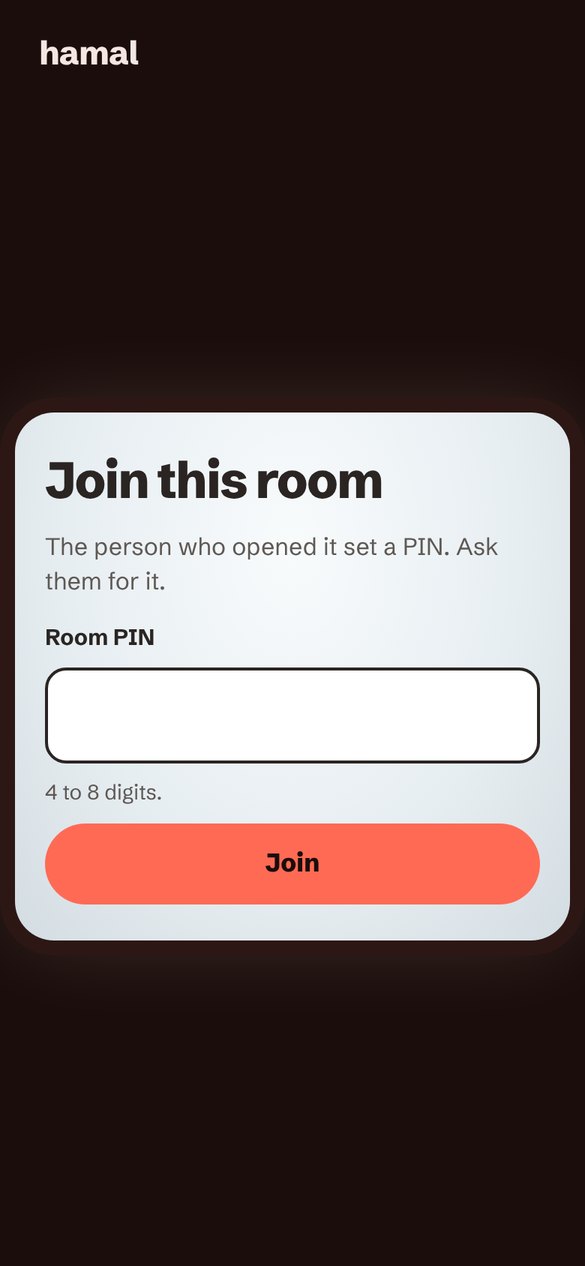 hamal
Join this room
The person who opened it set a PIN. Ask
them for it.
Room PIN
4 to 8 digits.
Join